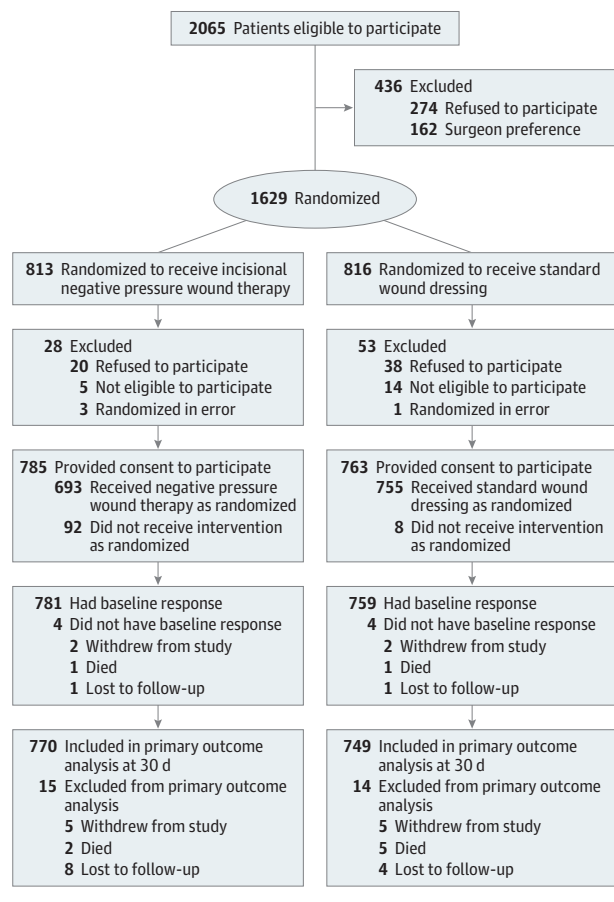 2065 Patients eligible to participate
436 Excluded
274 Refused to participate
162 Surgeon preference
1629 Randomized
813 Randomized to receive incisional
negative pressure wound therapy
816 Randomized to receive standard
wound dressing
28 Excluded
20 Refused to participate
5 Not eligible to participate
3 Randomized in error
53 Excluded
38 Refused to participate
14 Not eligible to participate
1 Randomized in error
785 Provided consent to participate
693 Received negative pressure
wound therapy as randomized
92 Did not receive intervention
as randomized
763 Provided consent to participate
755 Received standard wound
dressing as randomized
8 Did not receive intervention
as randomized
781 Had baseline response
4 Did not have baseline response
2 Withdrew from study
1 Died
1 Lost to follow-up
759 Had baseline response
4 Did not have baseline response
2 Withdrew from study
1 Died
1 Lost to follow-up
770 Included in primary outcome
analysis at 30 d
15 Excluded from primary outcome
analysis
5 Withdrew from study
2 Died
8 Lost to follow-up
749 Included in primary outcome
analysis at 30 d
14 Excluded from primary outcome
analysis
5 Withdrew from study
5 Died
4 Lost to follow-up